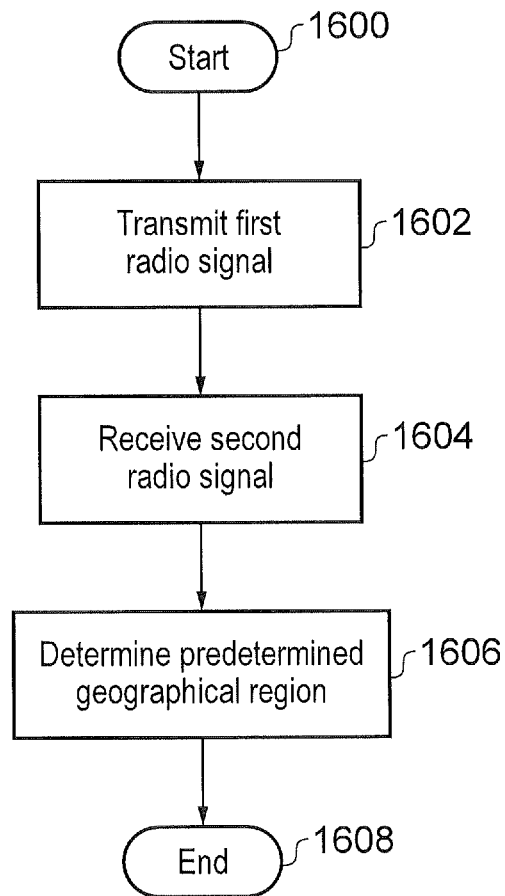 Start
1600
Transmit first
radio signal
1602
Receive second
radio signal
1604
Determine predetermined
geographical region
1606
End
1608